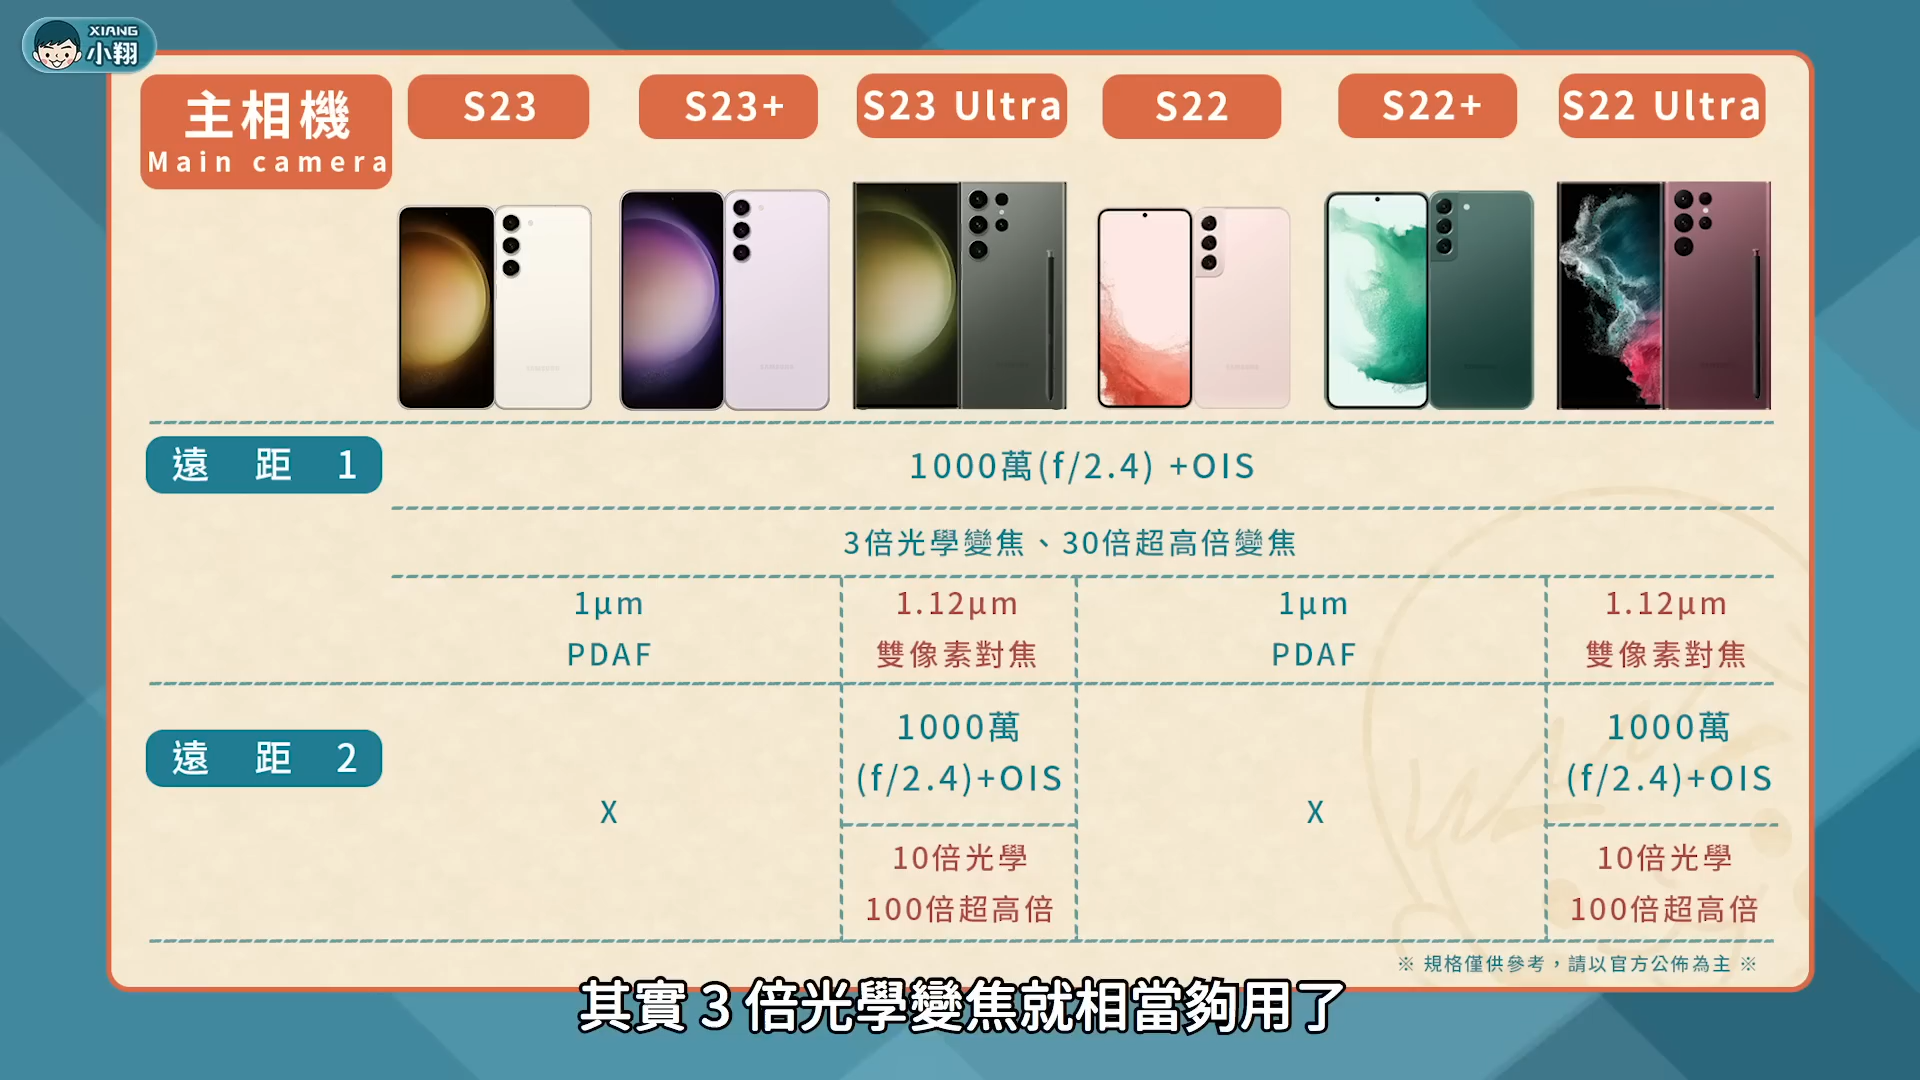 XIANG
小翔
主相機
Main camera
S23
S23+
S23 Ultra
S22
S22+
S22 Ultra
SAMSUNG
SAMSUNG
SAMSUNG
遠 距 1
1000萬(f/2.4) +OIS
3倍光學變焦、30倍超高倍變焦
1μm
PDAF
1.12μm
雙像素對焦
1μm
PDAF
1.12μm
雙像素對焦
遠 距 2
X
1000萬
(f/2.4)+OIS
10倍光學
100倍超高倍
X
1000萬
(f/2.4)+OIS
10倍光學
100倍超高倍
※ 規格僅供參考，請以官方公佈為主 ※
其實 3 倍光學變焦就相當夠用了